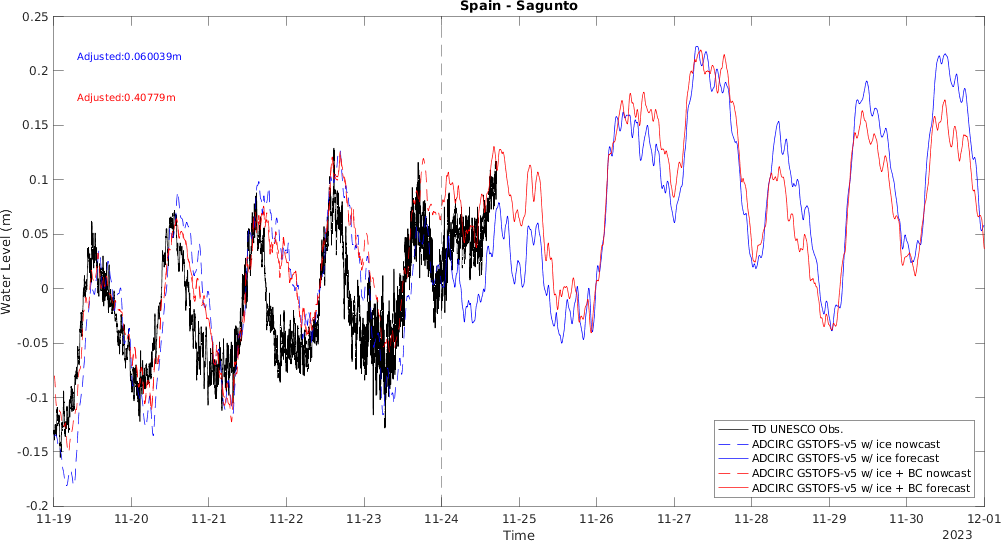 Spain - Sagunto
0.25
0.2
0.15
0.1
0.05
0
-0.05
-0.1
-0.15
-0.2
Water Level (m)
Adjusted:0.060039m
Adjusted:0.40779m
TD UNESCO Obs.
ADCIRC GSTOFS-v5 w/ ice nowcast
ADCIRC GSTOFS-v5 w/ ice forecast
ADCIRC GSTOFS-v5 w/ ice + BC nowcast
ADCIRC GSTOFS-v5 w/ ice + BC forecast
11-19 11-20 11-21 11-22 11-23 11-24 11-25 11-26 11-27 11-28 11-29 11-30 12-01
Time
2023